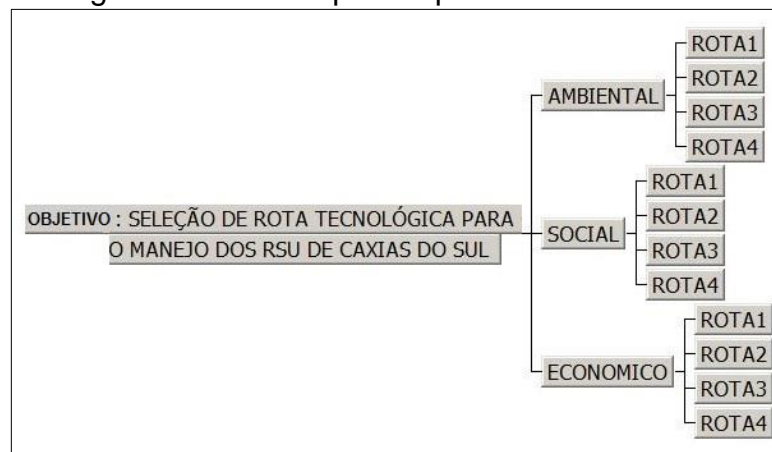 AMBIENTAL
ROTA1
ROTA2
ROTA3
ROTA4
OBJETIVO : SELEÇÃO DE ROTA TECNOLÓGICA PARA
O MANEJO DOS RSU DE CAXIAS DO SUL
SOCIAL
ROTA1
ROTA2
ROTA3
ROTA4
ECONOMICO
ROTA1
ROTA2
ROTA3
ROTA4